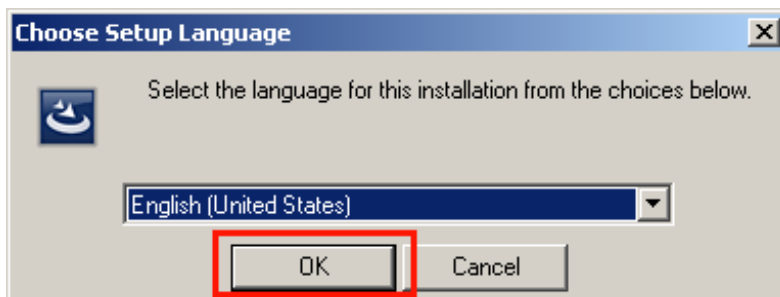 Choose Setup Language
Select the language for this installation from the choices below.
English (United States)
OK
Cancel